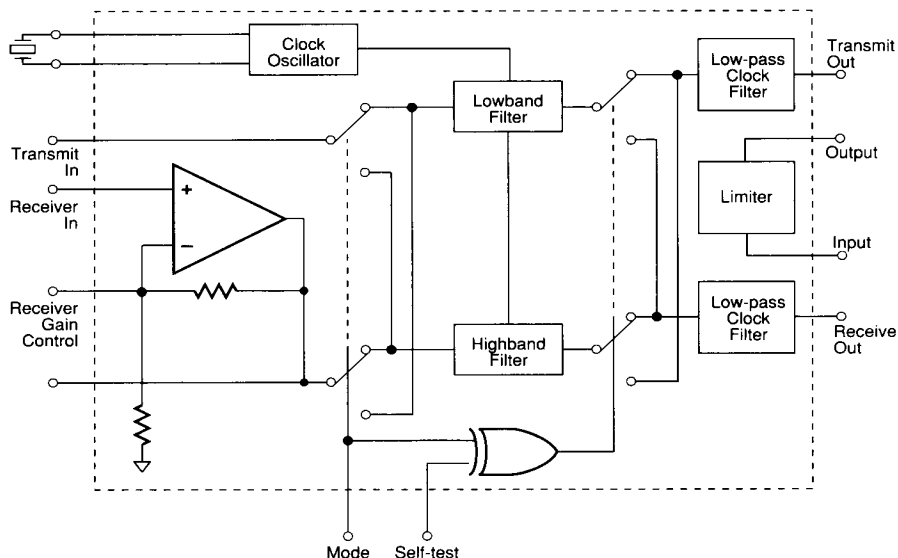 Clock
Oscillator
Low-pass
Clock
Filter
Transmit
Out
Lowband
Filter
Transmit
In
Output
+
Receiver
In
Limiter
−
Input
Receiver
Gain
Control
Highband
Filter
Low-pass
Clock
Filter
Receive
Out
Mode
Self-test